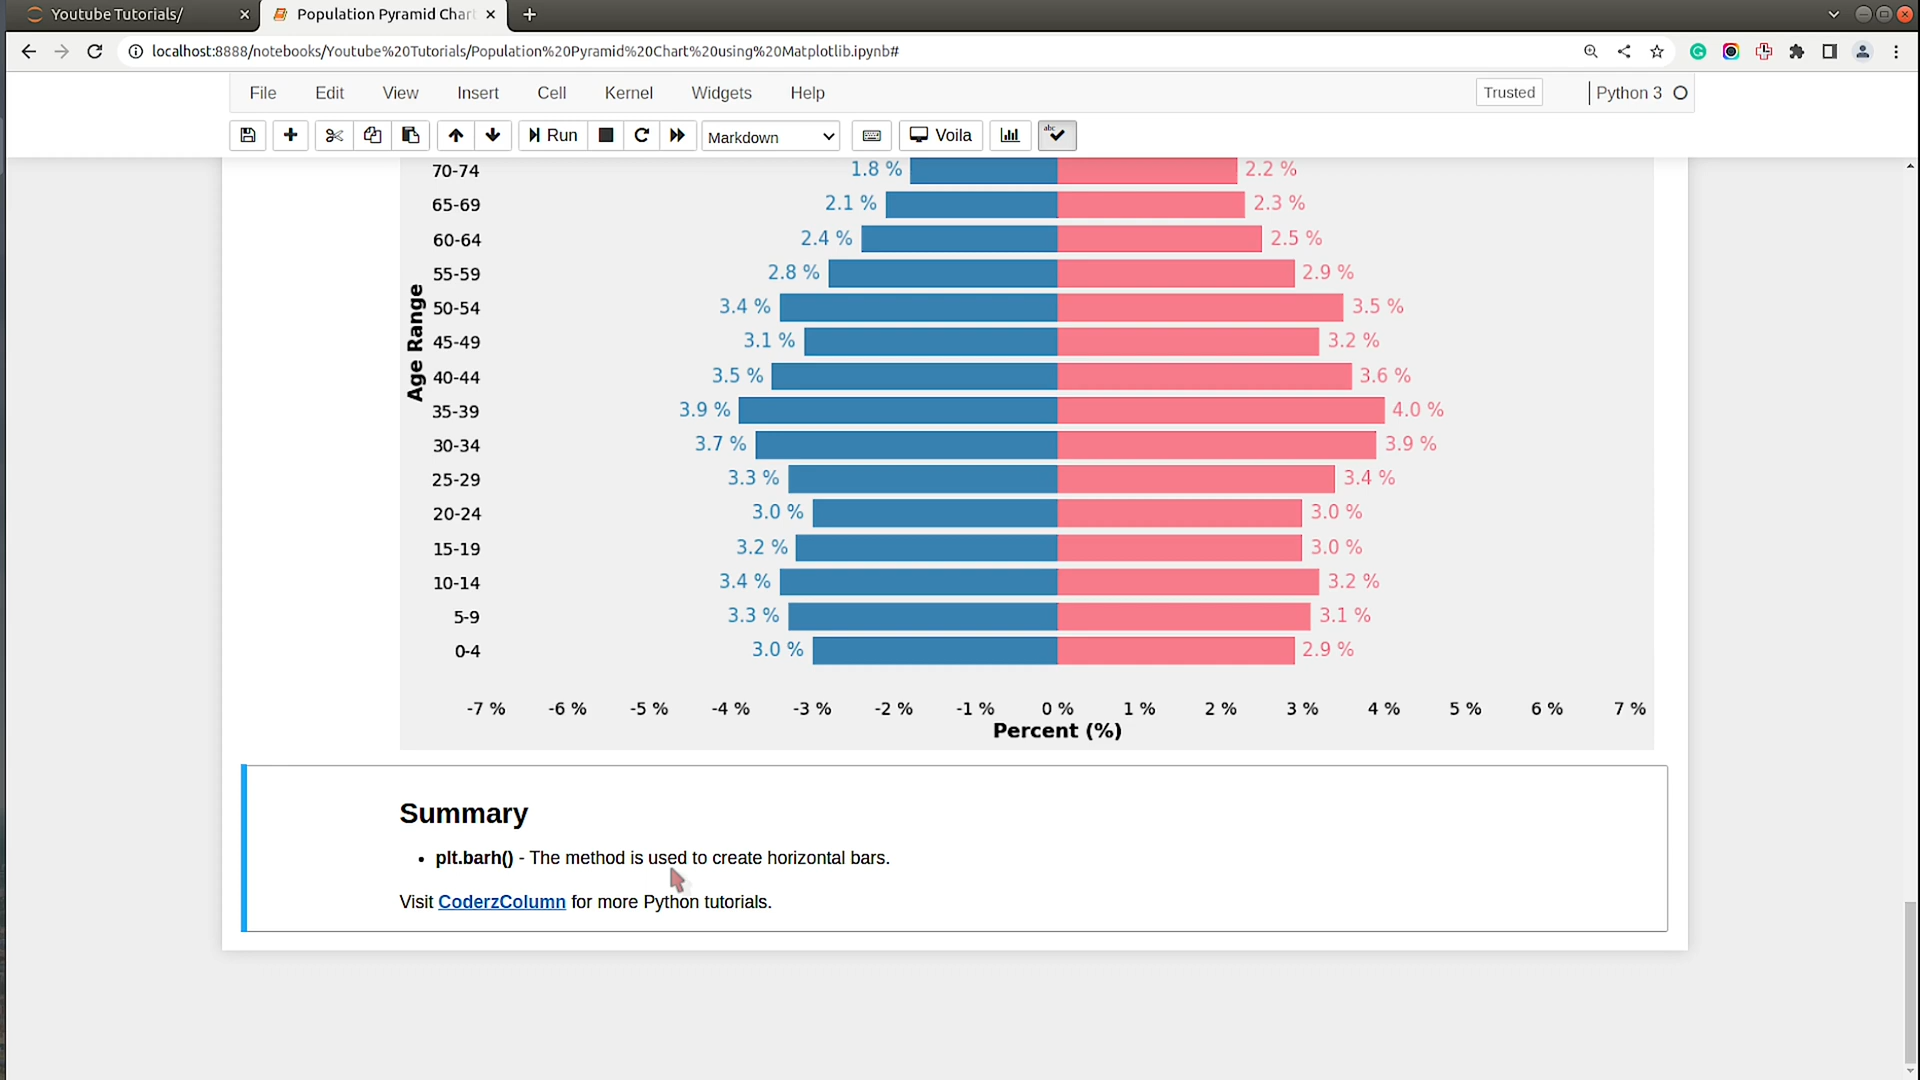 Youtube Tutorials/
Population Pyramid Char
localhost:8888/notebooks/Youtube%20Tutorials/Population%20Pyramid%20Chart%20using%20Matplotlib.ipynb#
File Edit View Insert Cell Kernel Widgets Help Trusted Python 3
Run Markdown Voila abc
70-74 1.8 % 2.2 %
65-69 2.1 % 2.3 %
60-64 2.4 % 2.5 %
55-59 2.8 % 2.9 %
50-54 3.4 % 3.5 %
45-49 3.1 % 3.2 %
40-44 3.5 % 3.6 %
35-39 3.9 % 4.0 %
30-34 3.7 % 3.9 %
25-29 3.3 % 3.4 %
20-24 3.0 % 3.0 %
15-19 3.2 % 3.0 %
10-14 3.4 % 3.2 %
5-9 3.3 % 3.1 %
0-4 3.0 % 2.9 %
Age Range
-7 % -6 % -5 % -4 % -3 % -2 % -1 % 0 % 1 % 2 % 3 % 4 % 5 % 6 % 7 %
Percent (%)
Summary
• plt.barh() - The method is used to create horizontal bars.
Visit CoderzColumn for more Python tutorials.